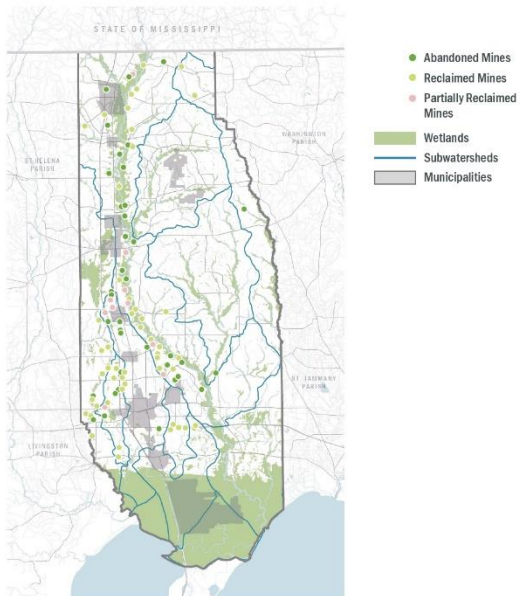 STATE OF MISSISSIPPI
Abandoned Mines
Reclaimed Mines
Partially Reclaimed
Mines
WASHINGTON
PARISH
Wetlands
Subwatersheds
ST HELENA
PARISH
Municipalities
ST. TAMMANY
PARISH
LIVINGSTON
PARISH